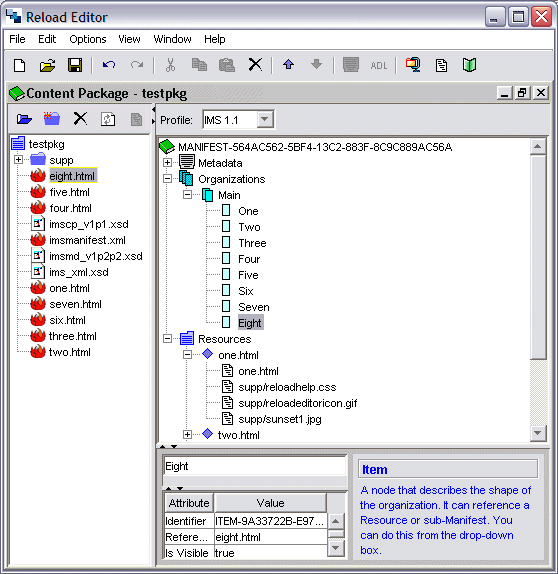 Reload Editor
File Edit Options View Window Help
ADL
Content Package - testpkg
Profile: IMS 1.1
testpkg
supp
eight.html
five.html
four.html
imscp_v1p1.xsd
imsmanifest.xml
imsmd_v1p2p2.xsd
ims_xml.xsd
one.html
seven.html
six.html
three.html
two.html
MANIFEST-564AC562-5BF4-13C2-883F-8C9C889AC56A
Metadata
Organizations
Main
One
Two
Three
Four
Five
Six
Seven
Eight
Resources
one.html
one.html
supp/reloadhelp.css
supp/reloadeditoricon.gif
supp/sunset1.jpg
two.html
Eight
Attribute Value
Identifier ITEM-9A33722B-E97...
Refere... eight.html
Is Visible true
Item
A node that describes the shape of
the organization. It can reference a
Resource or sub-Manifest. You
can do this from the drop-down
box.